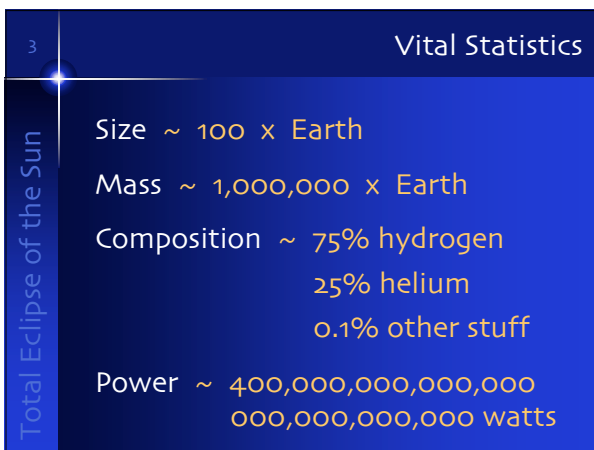 3
Vital Statistics
Total Eclipse of the Sun
Size ~ 100 x Earth
Mass ~ 1,000,000 x Earth
Composition ~ 75% hydrogen
25% helium
0.1% other stuff
Power ~ 400,000,000,000,000
000,000,000,000 watts